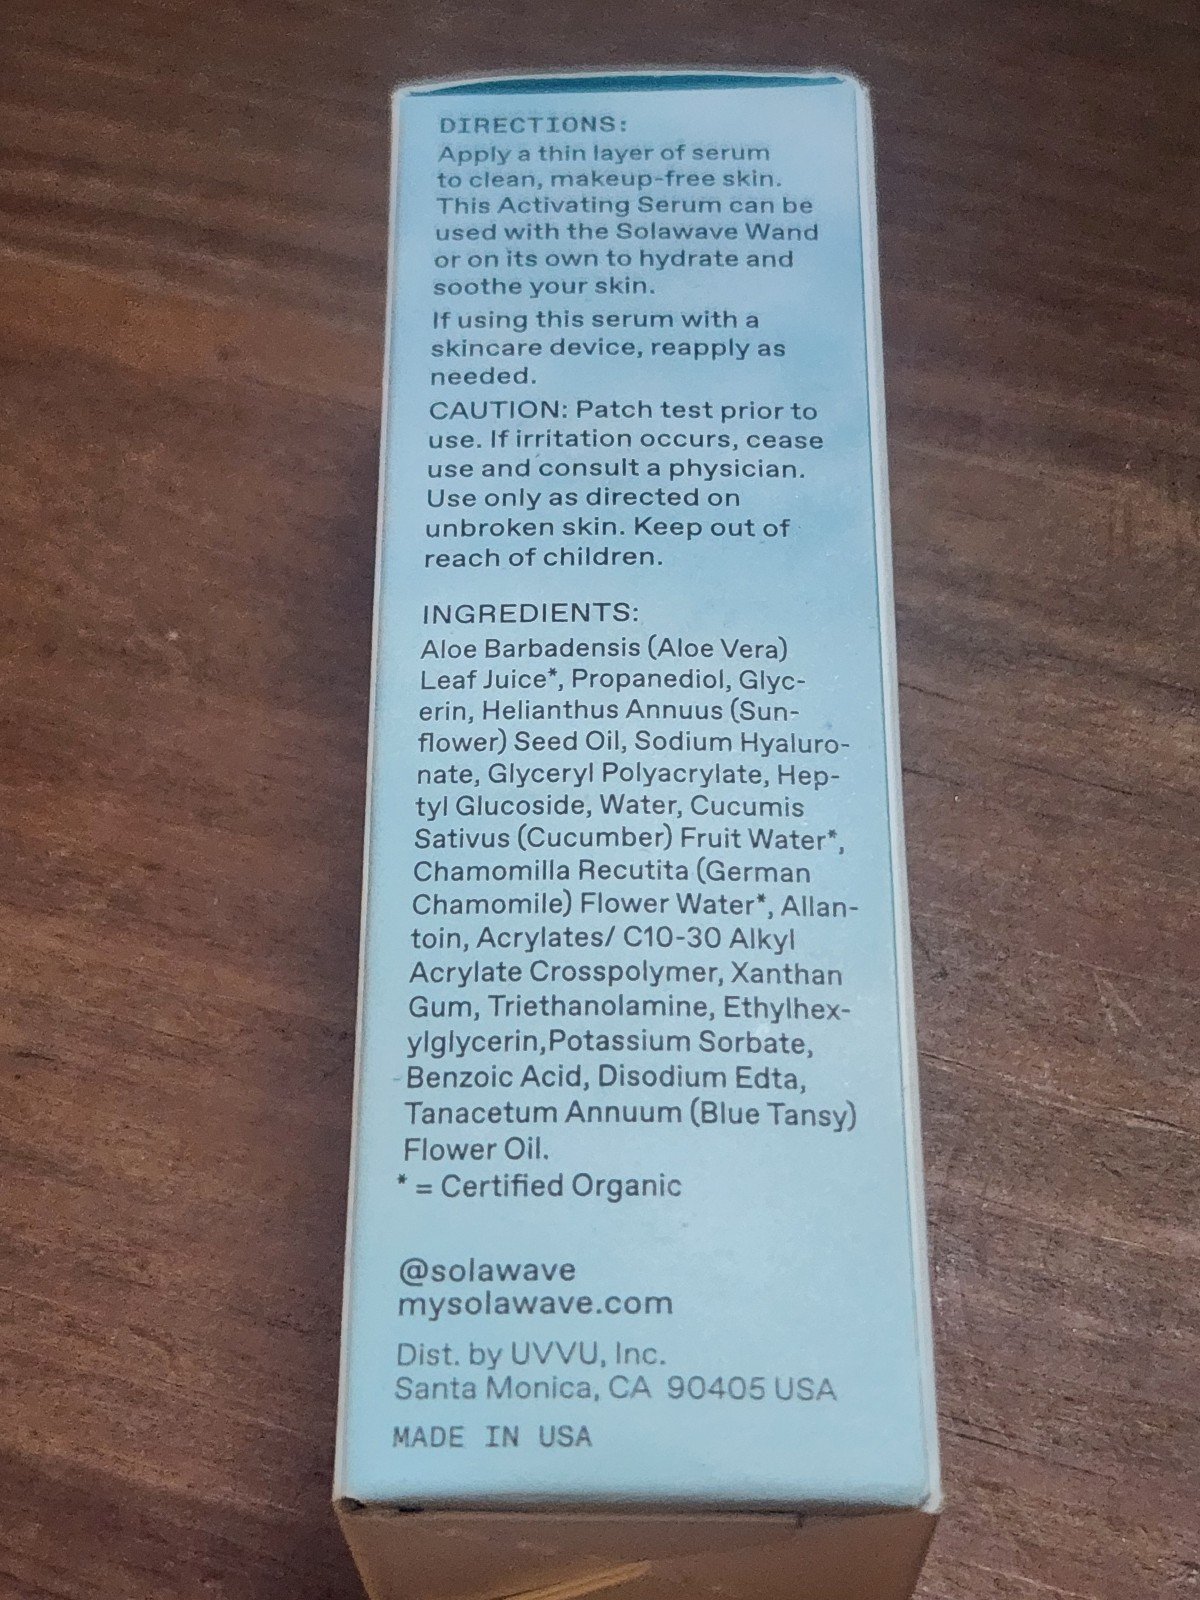 DIRECTIONS:
Apply a thin layer of serum
to clean, makeup-free skin.
This Activating Serum can be
used with the Solawave Wand
or on its own to hydrate and
soothe your skin.
If using this serum with a
skincare device, reapply as
needed.
CAUTION: Patch test prior to
use. If irritation occurs, cease
use and consult a physician.
Use only as directed on
unbroken skin. Keep out of
reach of children.
INGREDIENTS:
Aloe Barbadensis (Aloe Vera)
Leaf Juice*, Propanediol, Glyc-
erin, Helianthus Annuus (Sun-
flower) Seed Oil, Sodium Hyaluro-
nate, Glyceryl Polyacrylate, Hep-
tyl Glucoside, Water, Cucumis
Sativus (Cucumber) Fruit Water*,
Chamomilla Recutita (German
Chamomile) Flower Water*, Allan-
toin, Acrylates/ C10-30 Alkyl
Acrylate Crosspolymer, Xanthan
Gum, Triethanolamine, Ethylhex-
ylglycerin,Potassium Sorbate,
Benzoic Acid, Disodium Edta,
Tanacetum Annuum (Blue Tansy)
Flower Oil.
* = Certified Organic
@solawave
mysolawave.com
Dist. by UVVU, Inc.
Santa Monica, CA 90405 USA
MADE IN USA